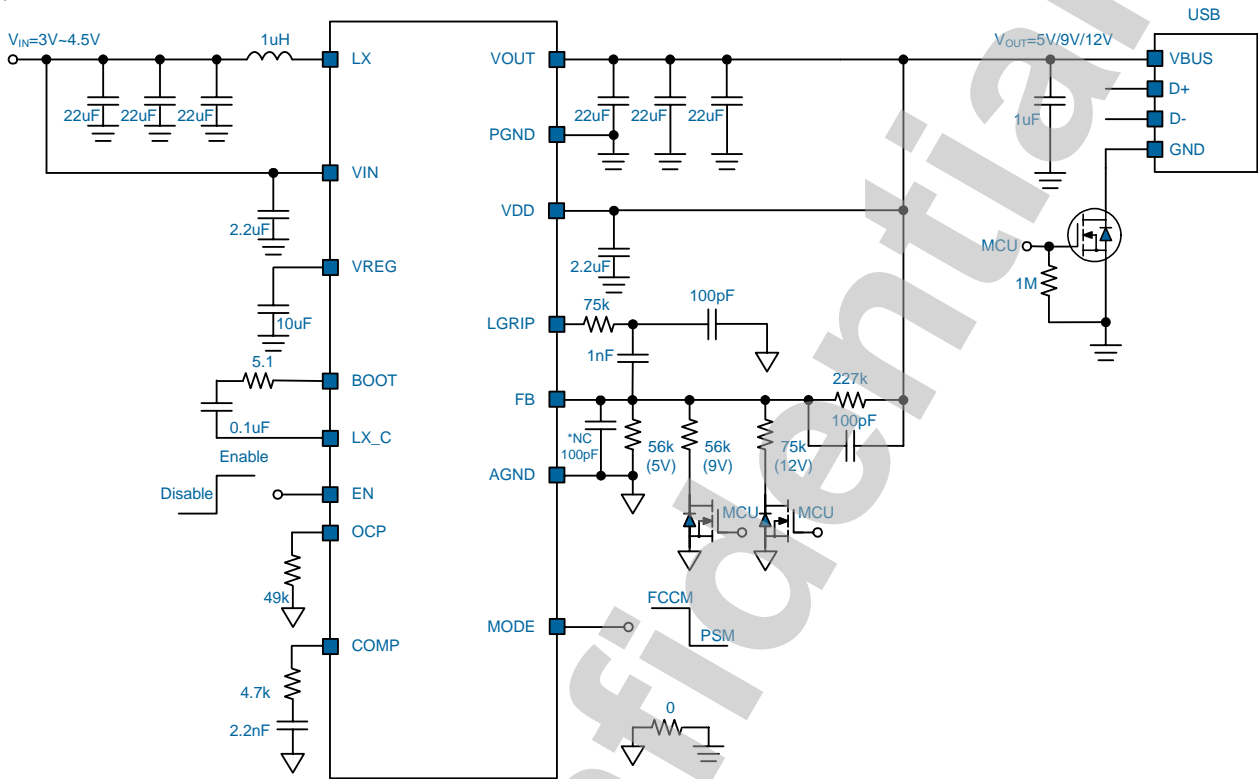 USB
V_IN=3V~4.5V
1uH
LX
VOUT
V_OUT=5V/9V/12V
VBUS
22uF
22uF
22uF
22uF
22uF
22uF
1uF
D+
D-
PGND
GND
VIN
2.2uF
VDD
2.2uF
MCU
1M
VREG
10uF
LGRIP
75k
100pF
1nF
5.1
BOOT
0.1uF
LX_C
FB
227k
100pF
*NC
100pF
56k
(5V)
56k
(9V)
75k
(12V)
AGND
Enable
Disable
EN
MCU
MCU
OCP
49k
FCCM
MODE
PSM
COMP
4.7k
2.2nF
0
fidential